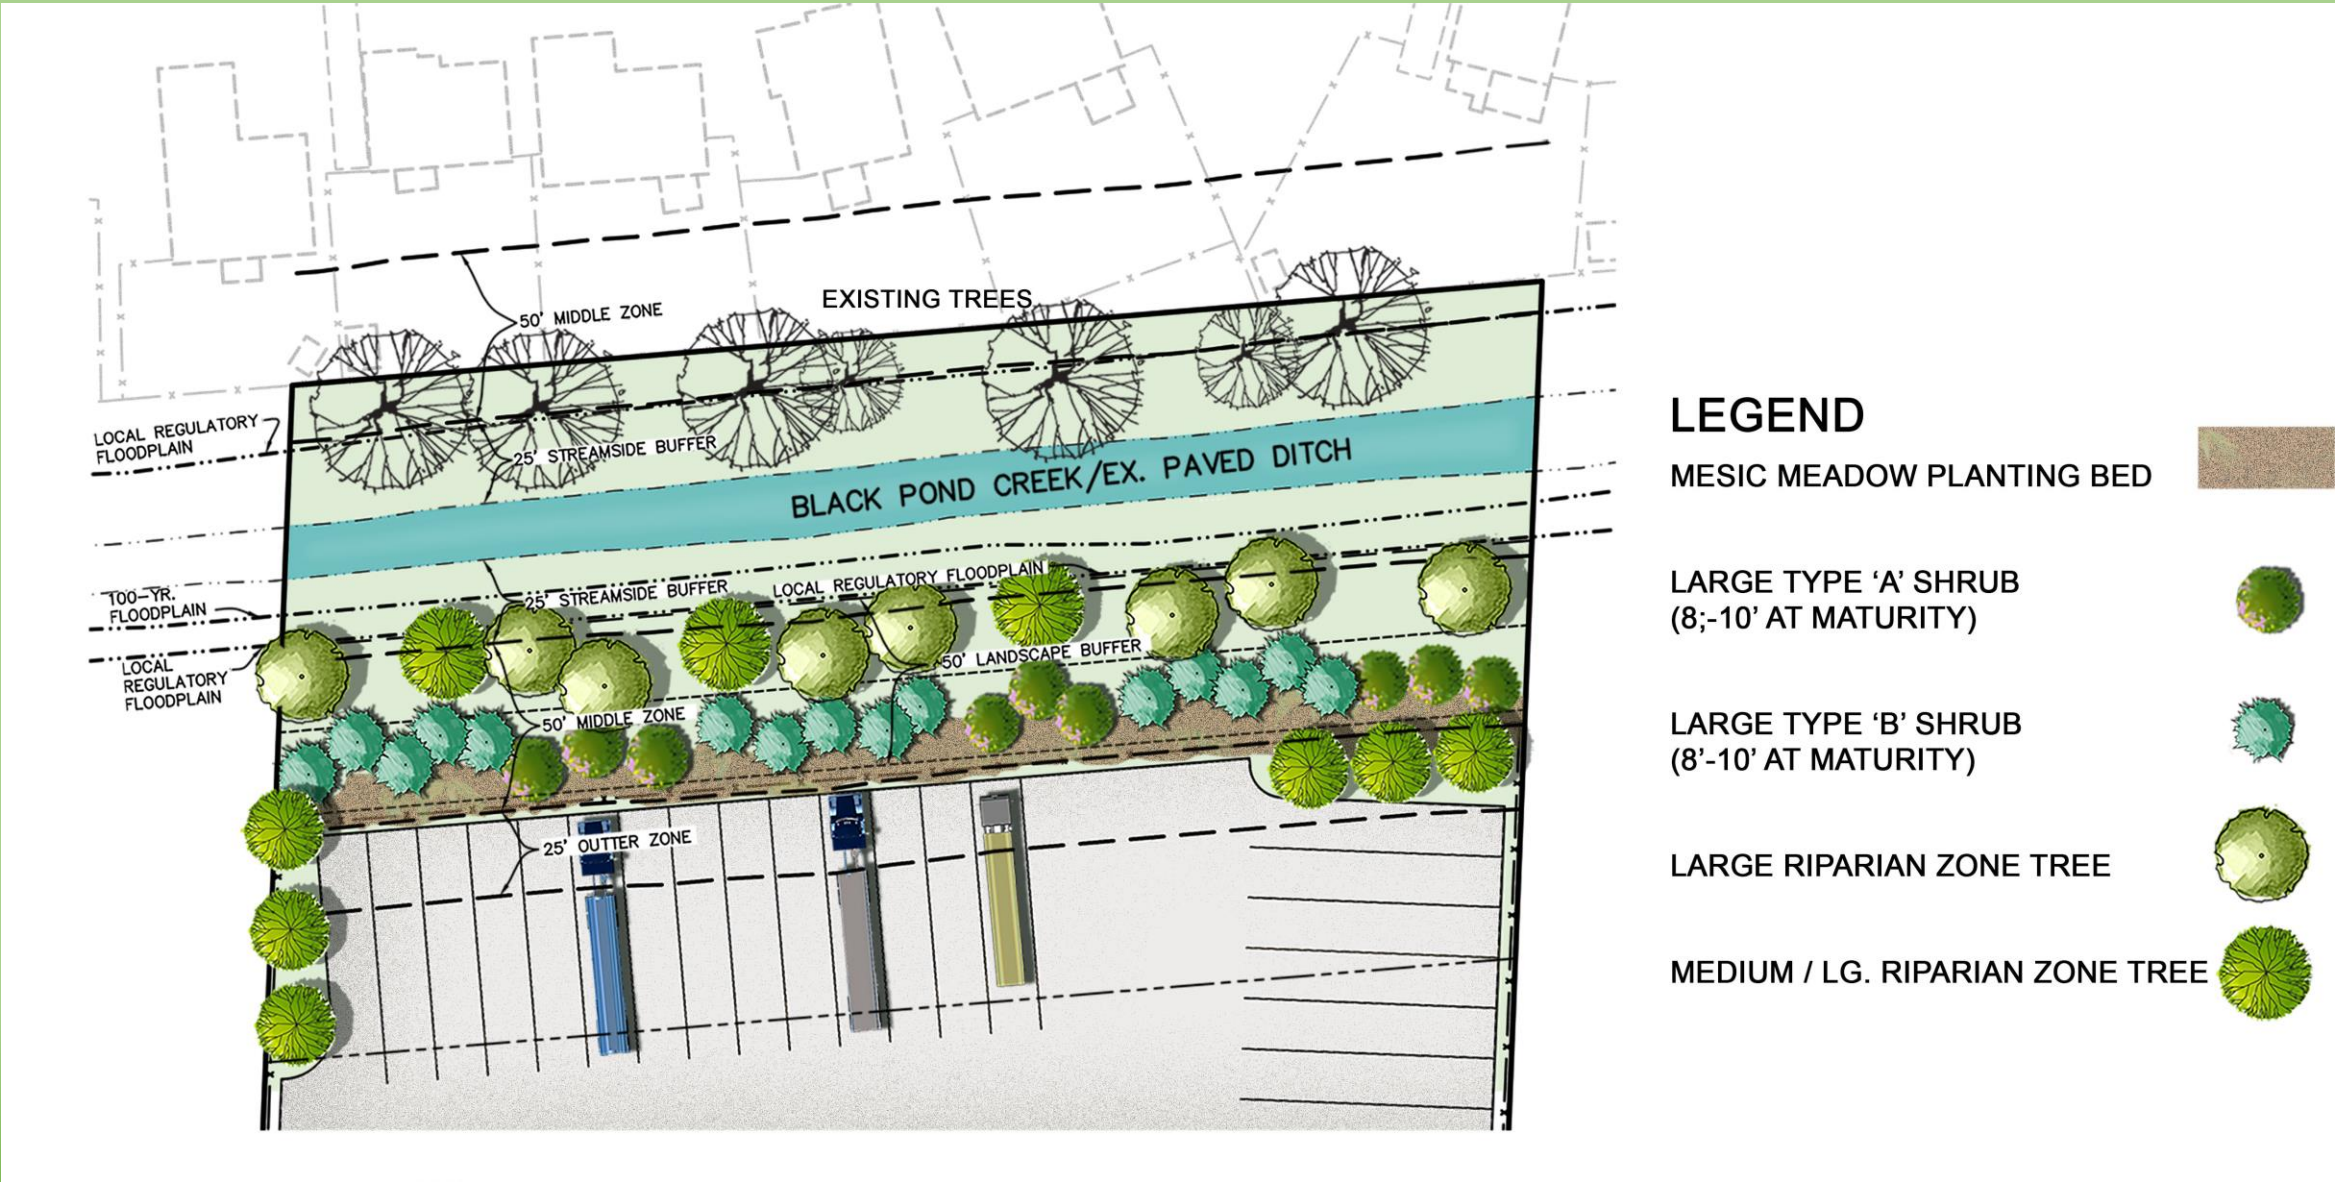 EXISTING TREES
50' MIDDLE ZONE
LOCAL REGULATORY
FLOODPLAIN
25' STREAMSIDE BUFFER
BLACK POND CREEK/EX. PAVED DITCH
100-YR.
FLOODPLAIN
25' STREAMSIDE BUFFER
LOCAL REGULATORY FLOODPLAIN
LOCAL
REGULATORY
FLOODPLAIN
50' LANDSCAPE BUFFER
50' MIDDLE ZONE
25' OUTTER ZONE
LEGEND
MESIC MEADOW PLANTING BED
LARGE TYPE ‘A’ SHRUB
(8;-10’ AT MATURITY)
LARGE TYPE ‘B’ SHRUB
(8’-10’ AT MATURITY)
LARGE RIPARIAN ZONE TREE
MEDIUM / LG. RIPARIAN ZONE TREE